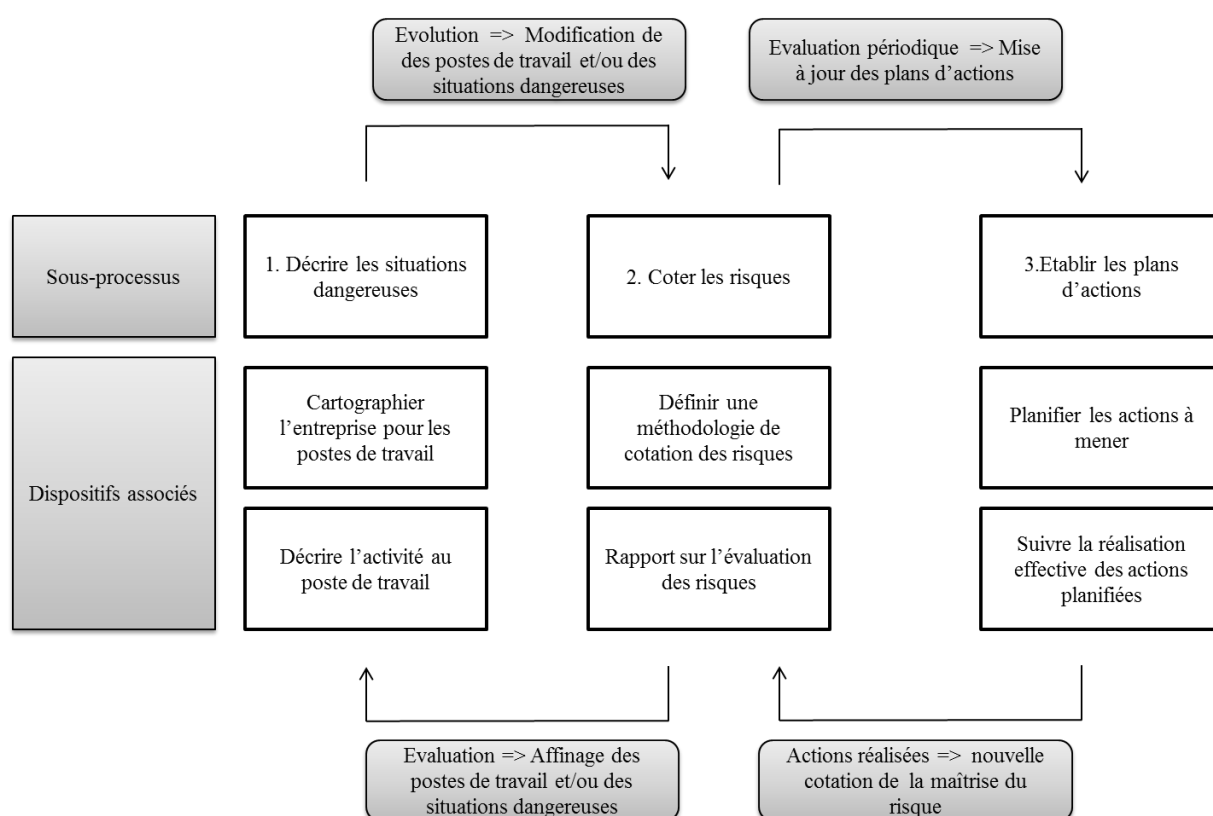 Evolution => Modification de
des postes de travail et/ou des
situations dangereuses
Evaluation périodique => Mise
à jour des plans d’actions
Sous-processus
1. Décrire les situations
dangereuses
2. Coter les risques
3.Etablir les plans
d’actions
Dispositifs associés
Cartographier
l’entreprise pour les
postes de travail
Définir une
méthodologie de
cotation des risques
Planifier les actions à
mener
Décrire l’activité au
poste de travail
Rapport sur l’évaluation
des risques
Suivre la réalisation
effective des actions
planifiées
Evaluation => Affinage des
postes de travail et/ou des
situations dangereuses
Actions réalisées => nouvelle
cotation de la maîtrise du
risque